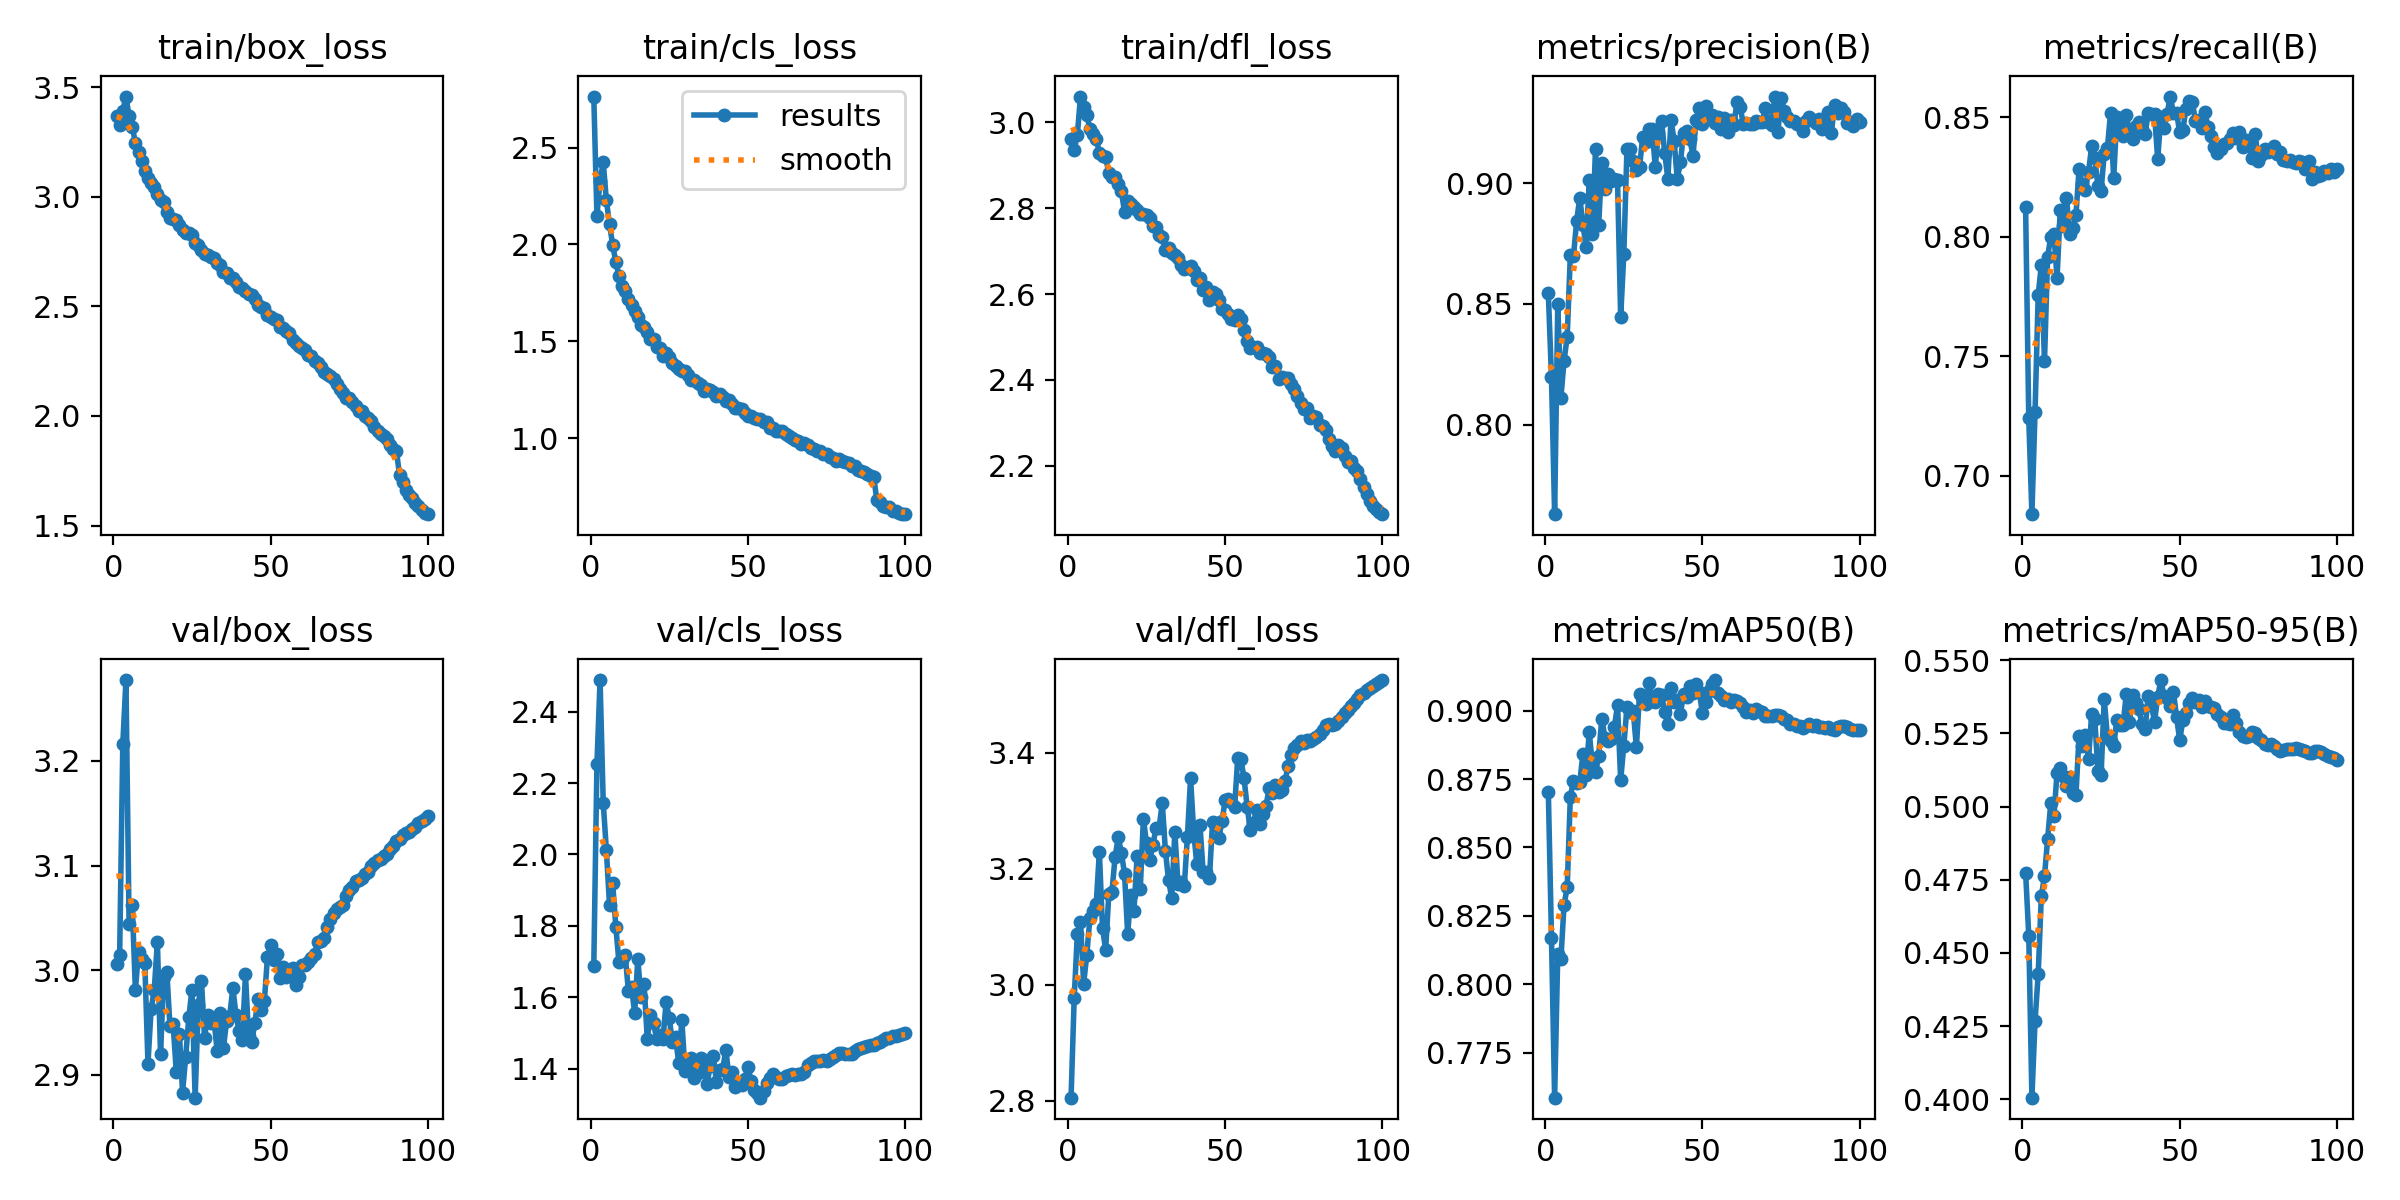 train/box_loss
3.5
3.0
2.5
2.0
1.5
0 50 100
train/cls_loss
results
smooth
2.5
2.0
1.5
1.0
0 50 100
train/dfl_loss
3.0
2.8
2.6
2.4
2.2
0 50 100
metrics/precision(B)
0.90
0.85
0.80
0 50 100
metrics/recall(B)
0.85
0.80
0.75
0.70
0 50 100
val/box_loss
3.2
3.1
3.0
2.9
0 50 100
val/cls_loss
2.4
2.2
2.0
1.8
1.6
1.4
0 50 100
val/dfl_loss
3.4
3.2
3.0
2.8
0 50 100
metrics/mAP50(B)
0.900
0.875
0.850
0.825
0.800
0.775
0 50 100
metrics/mAP50-95(B)
0.550
0.525
0.500
0.475
0.450
0.425
0.400
0 50 100